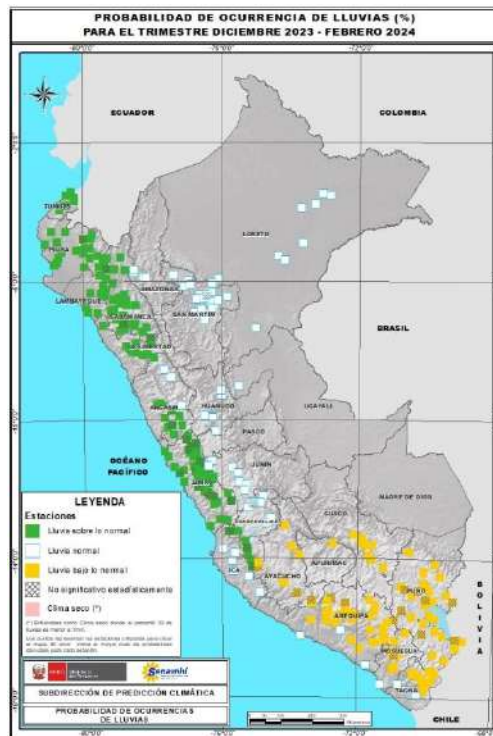 PROBABILIDAD DE OCURRENCIA DE LLUVIAS (%)
PARA EL TRIMESTRE DICIEMBRE 2023 - FEBRERO 2024
ECUADOR
COLOMBIA
TUMBES
LORETO
PIURA
AMAZONAS
LAMBAYEQUE
CAJAMARCA
SAN MARTIN
BRASIL
LA LIBERTAD
ANCASH
HUANUCO
UCAYALI
PASCO
OCÉANO
PACÍFICO
JUNIN
LIMA
MADRE DE DIOS
CUSCO
HUANCAVELICA
APURIMAC
ICA
AYACUCHO
PUNO
AREQUIPA
BOLIVIA
MOQUEGUA
TACNA
CHILE
LEYENDA
Estaciones
Lluvia sobre lo normal
Lluvia normal
Lluvia bajo lo normal
No significativo estadísticamente
Clima seco (*)
PERÚ
Senamhi
SUBDIRECCIÓN DE PREDICCIÓN CLIMÁTICA
PROBABILIDAD DE OCURRENCIAS
DE LLUVIAS